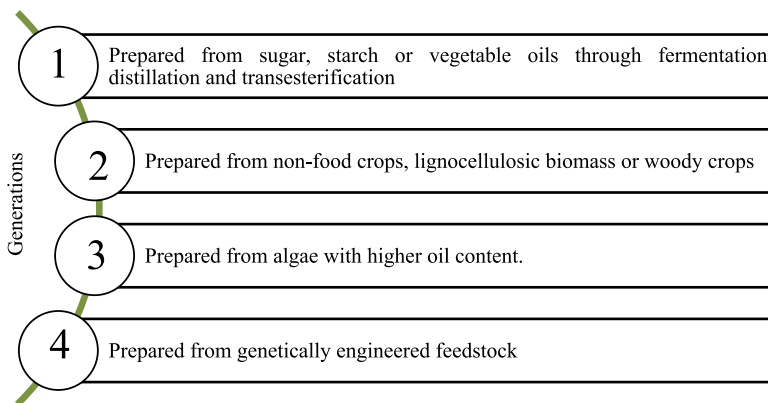 Generations
1
Prepared from sugar, starch or vegetable oils through fermentation
distillation and transesterification
2
Prepared from non-food crops, lignocellulosic biomass or woody crops
3
Prepared from algae with higher oil content.
4
Prepared from genetically engineered feedstock